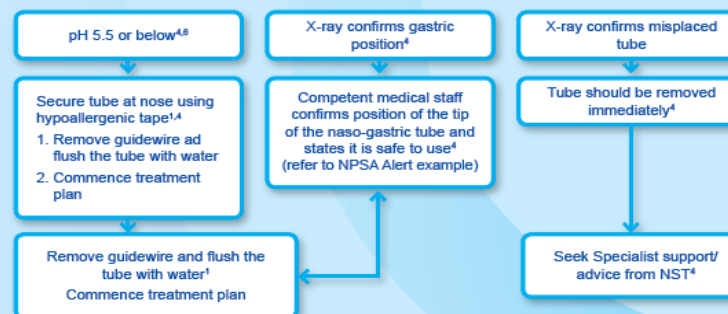 pH 5.5 or below4,6
Secure tube at nose using
hypoallergenic tape1,4
1. Remove guidewire ad
flush the tube with water
2. Commence treatment
plan
Remove guidewire and flush the
tube with water1
Commence treatment plan
X-ray confirms gastric
position4
Competent medical staff
confirms position of the tip
of the naso-gastric tube and
states it is safe to use4
(refer to NPSA Alert example)
X-ray confirms misplaced
tube
Tube should be removed
immediately4
Seek Specialist support/
advice from NST4